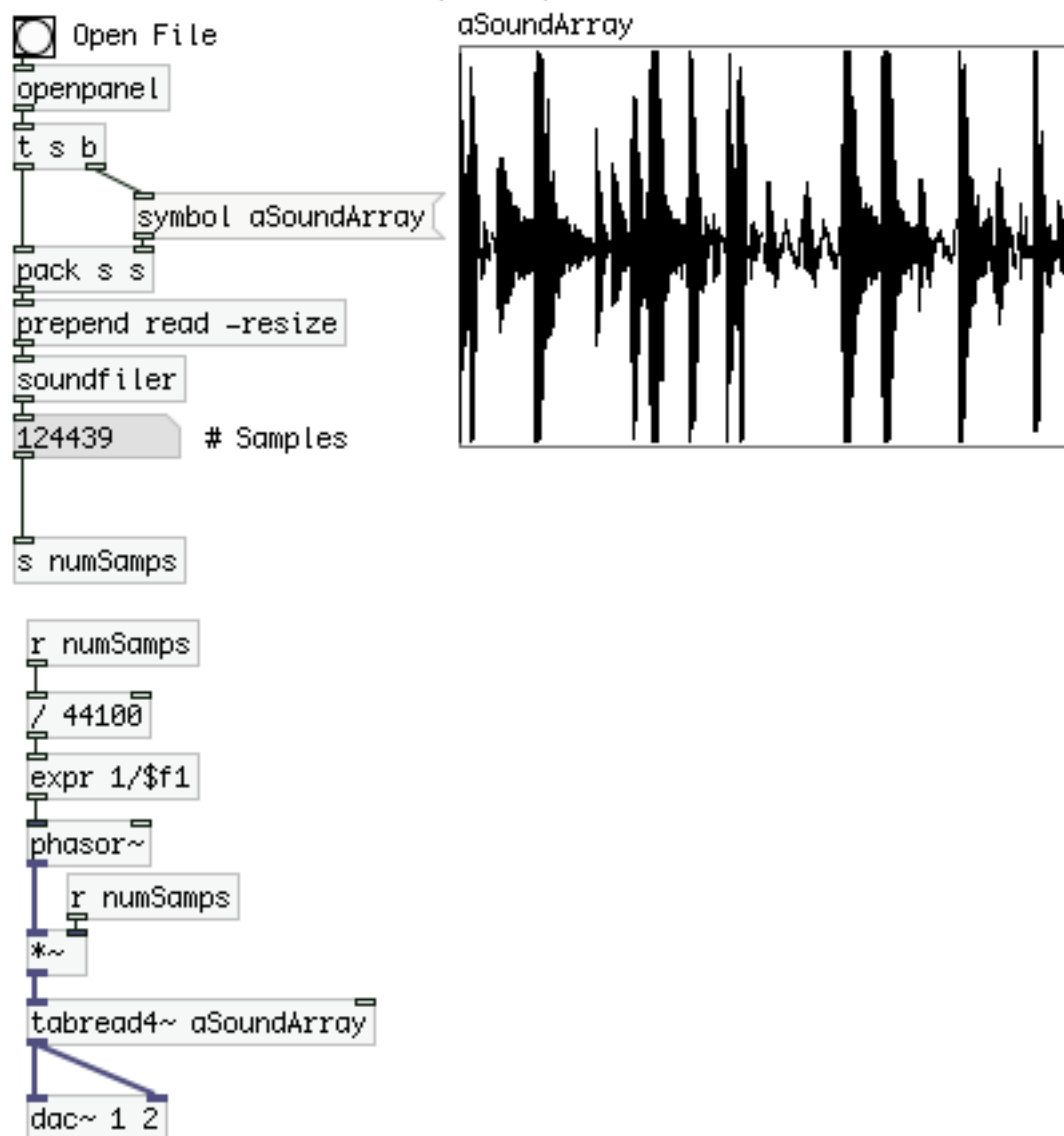 Open File
openpanel
t s b
symbol aSoundArray
pack s s
prepend read -resize
soundfiler
124439 # Samples
s numSamps
r numSamps
/ 44100
expr 1/$f1
phasor~
r numSamps
*~
tabread4~ aSoundArray
dac~ 1 2
aSoundArray